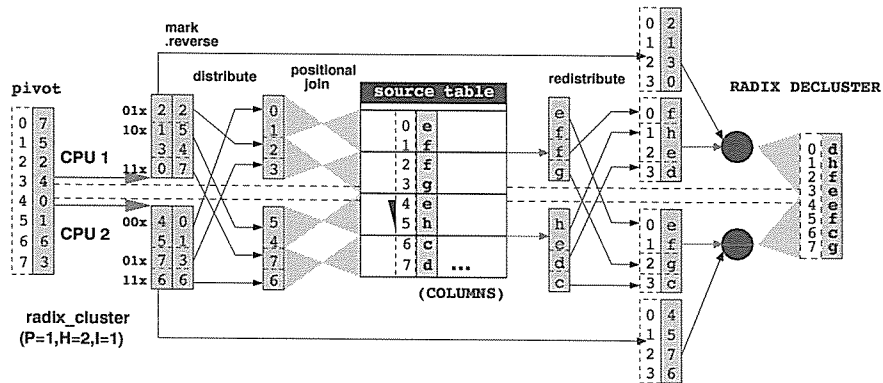 mark
.reverse
0 2
1 1
2 3
3 0
pivot
distribute
positional
join
source table
redistribute
RADIX DECLUSTER
0 7
1 5
2 2
3 4
4 0
5 1
6 6
7 3
CPU 1
CPU 2
01x 2 2
10x 1 5
3 4
11x 0 7
00x 4 0
5 1
01x 7 3
11x 6 6
0
1
2
3
5
4
7
6
0 e
1 f
2 f
3 g
4 e
5 h
6 c
7 d ...
(COLUMNS)
e
f
f
g
h
e
d
c
0 f
1 h
2 e
3 d
0 e
1 f
2 g
3 c
0 4
1 5
2 7
3 6
0 d
1 h
2 f
3 e
4 e
5 f
6 c
7 g
radix_cluster
(P=1,H=2,I=1)